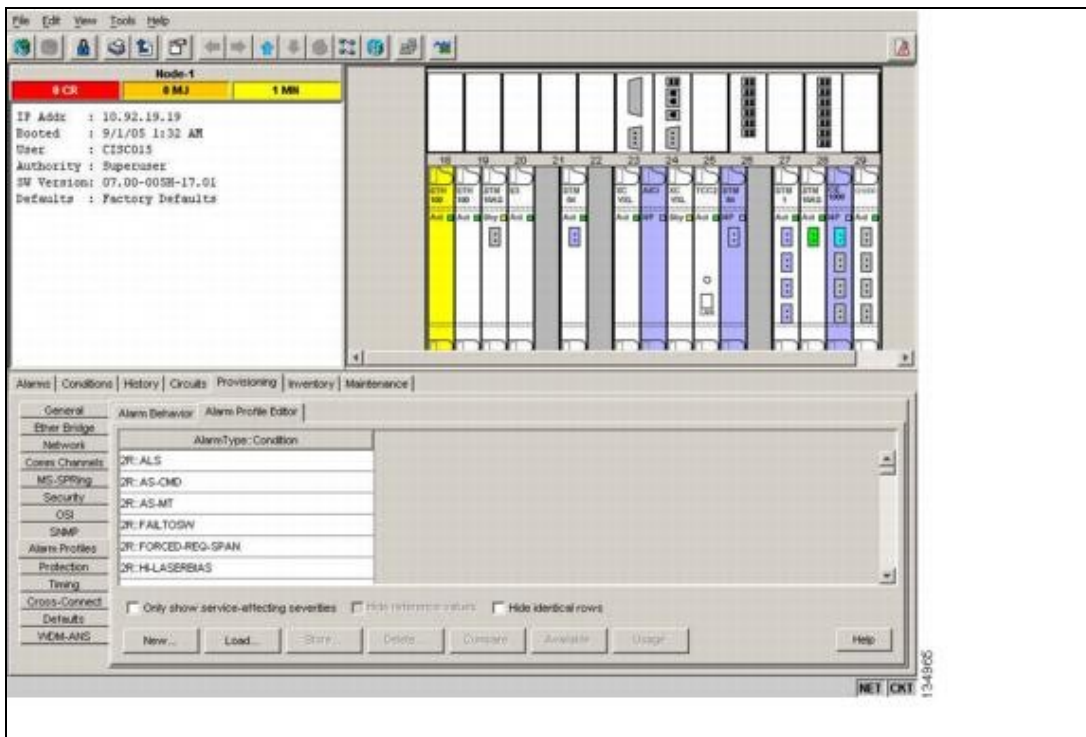 File Edit View Tools Help
Node-1
0 CR 0 MJ 1 MN
IP Addr : 10.92.19.19
Booted : 9/1/05 1:32 AM
User : CISCO15
Authority : Superuser
SW Version: 07.00-005H-17.01
Defaults : Factory Defaults
18 19 20 21 22 23 24 25 26 27 28 29
Alarms Conditions History Circuits Provisioning Inventory Maintenance
General
Ether Bridge
Network
Comm Channels
MS-SPRing
Security
OSI
SNMP
Alarm Profiles
Protection
Timing
Cross-Connect
Defaults
WDM-ANS
Alarm Behavior Alarm Profile Editor
AlarmType::Condition
2R::ALS
2R::AS-CMD
2R::AS-MT
2R::FAILTOSW
2R::FORCED-REQ-SPAN
2R::HI-LASERBIAS
Only show service-affecting severities Hide reference values Hide identical rows
New... Load... Store... Delete... Compare Available Usage Help
NET CKT
134965